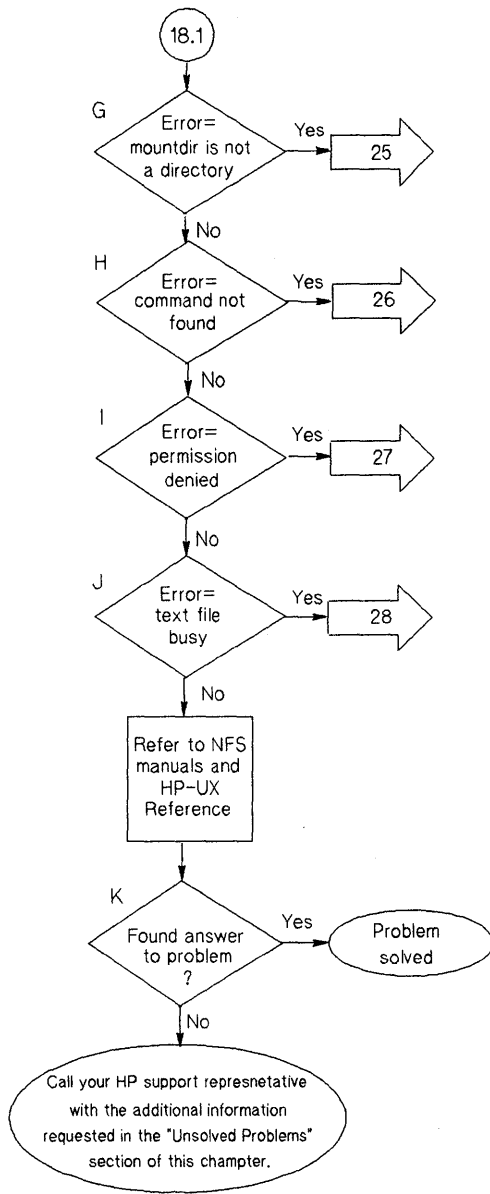 18.1
G
Error=
mountdir is not
a directory
Yes
25
No
H
Error=
command not
found
Yes
26
No
I
Error=
permission
denied
Yes
27
No
J
Error=
text file
busy
Yes
28
No
Refer to NFS
manuals and
HP-UX
Reference
K
Found answer
to problem
?
Yes
Problem
solved
No
Call your HP support represnetative
with the additional information
requested in the "Unsolved Problems"
section of this champter.